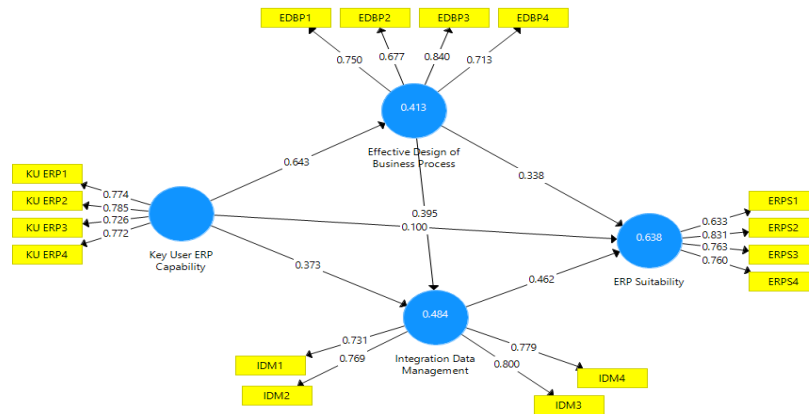 EDBP1
EDBP2
EDBP3
EDBP4
0.750
0.677
0.840
0.713
0.413
Effective Design of
Business Process
0.643
0.338
KU ERP1
KU ERP2
KU ERP3
KU ERP4
0.774
0.785
0.726
0.772
Key User ERP
Capability
0.395
0.100
0.373
0.462
ERPS1
ERPS2
ERPS3
ERPS4
0.633
0.831
0.763
0.760
0.638
ERP Suitability
0.484
Integration Data
Management
0.731
0.769
0.779
0.800
IDM1
IDM2
IDM4
IDM3